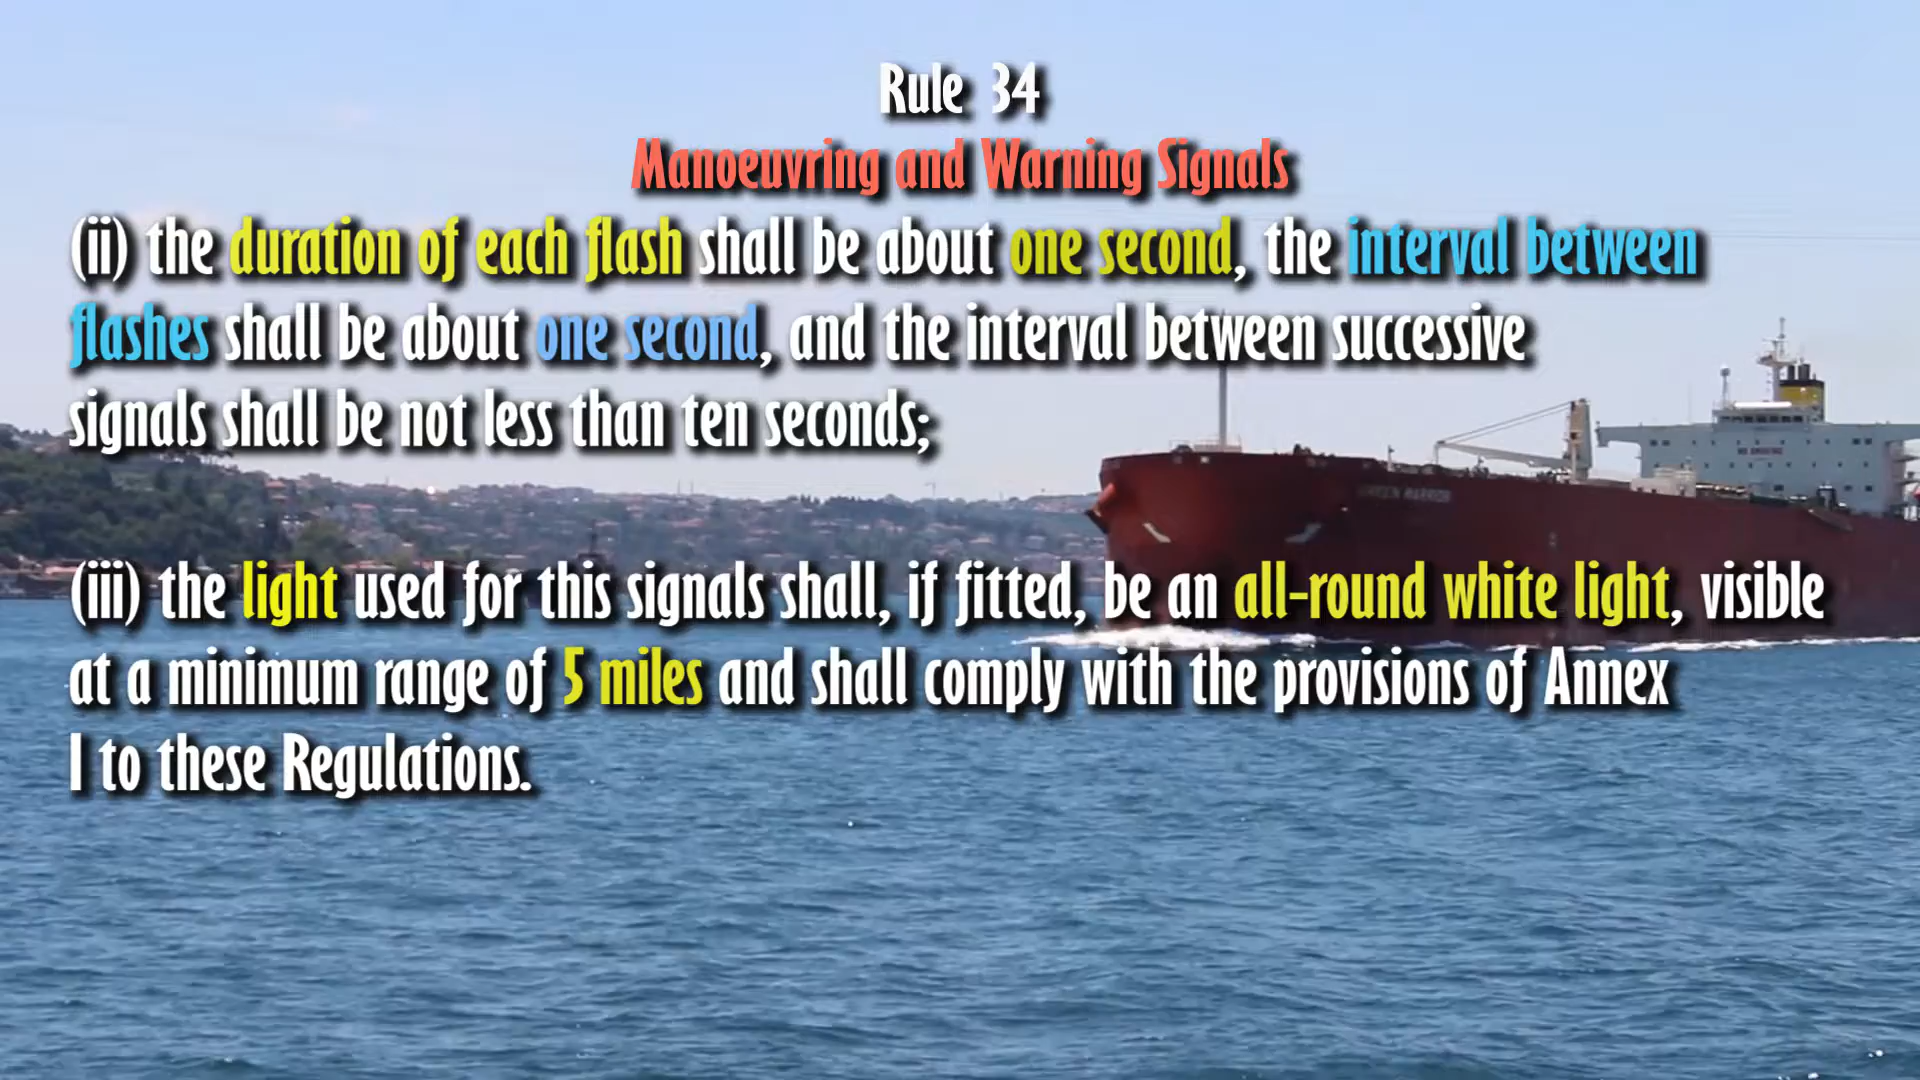 Rule 34
Manoeuvring and Warning Signals
(ii) the duration of each flash shall be about one second, the interval between
flashes shall be about one second, and the interval between successive
signals shall be not less than ten seconds;
(iii) the light used for this signals shall, if fitted, be an all-round white light, visible
at a minimum range of 5 miles and shall comply with the provisions of Annex
I to these Regulations.
NO SMOKING